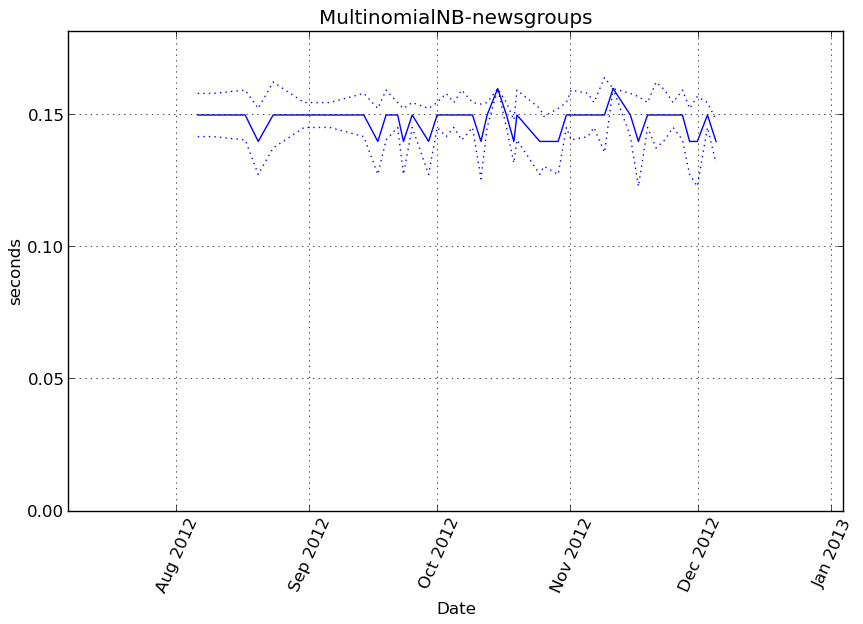 MultinomialNB-newsgroups
seconds
0.15
0.10
0.05
0.00
Aug 2012
Sep 2012
Oct 2012
Nov 2012
Dec 2012
Jan 2013
Date